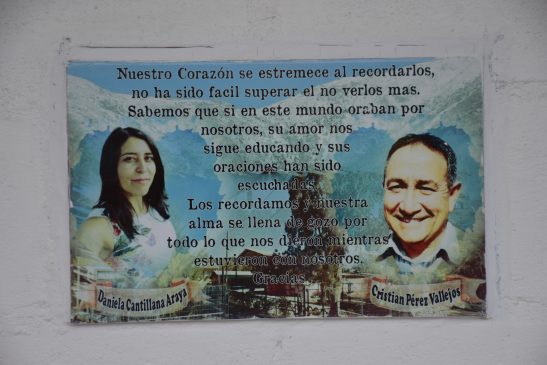 Nuestro Corazón se estremece al recordarlos,
no ha sido facil superar el no verlos mas.
Sabemos que si en este mundo oraban por
nosotros, su amor nos
sigue educando y sus
oraciones han sido
escuchadas.
Los recordamos y nuestra
alma se llena de gozo por
todo lo que nos dieron mientras
estuvieron con nosotros.
Gracias.
Daniela Cantillana Araya
Cristian Pérez Vallejos